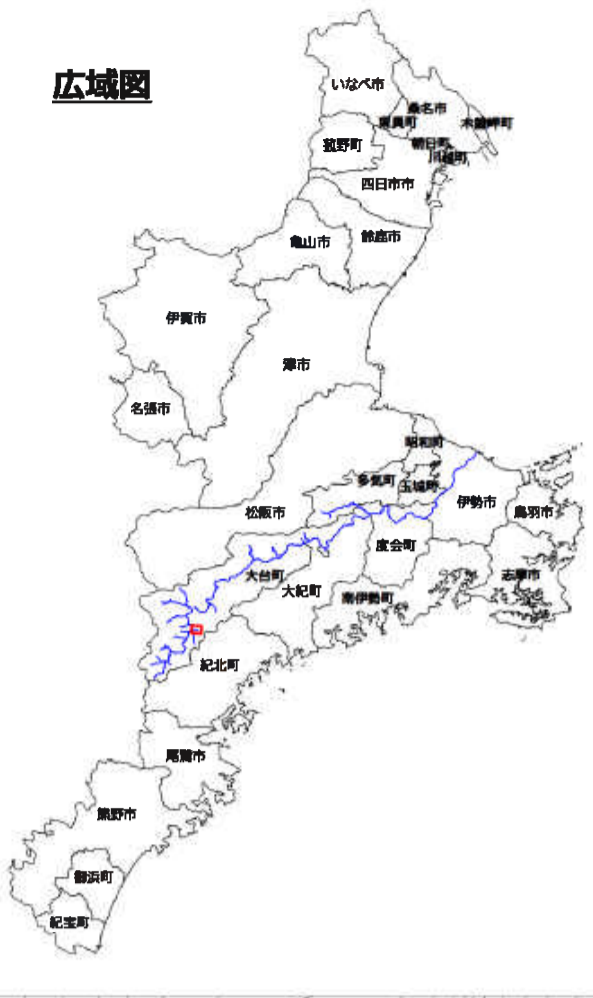 広域図
いなべ市
桑名市
東員町
木曽岬町
朝日町
川越町
菰野町
四日市市
鈴鹿市
亀山市
伊賀市
津市
名張市
明和町
多気町
玉城町
伊勢市
鳥羽市
松阪市
度会町
志摩市
大台町
大紀町
南伊勢町
紀北町
尾鷲市
熊野市
御浜町
紀宝町